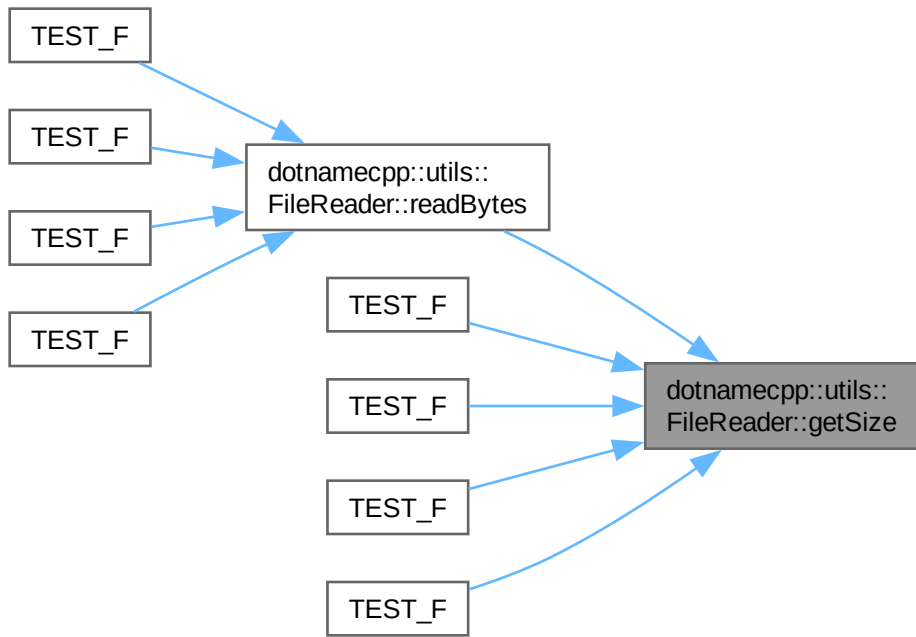 TEST_F
TEST_F
TEST_F
TEST_F
dotnamecpp::utils::
FileReader::readBytes
TEST_F
TEST_F
TEST_F
TEST_F
dotnamecpp::utils::
FileReader::getSize